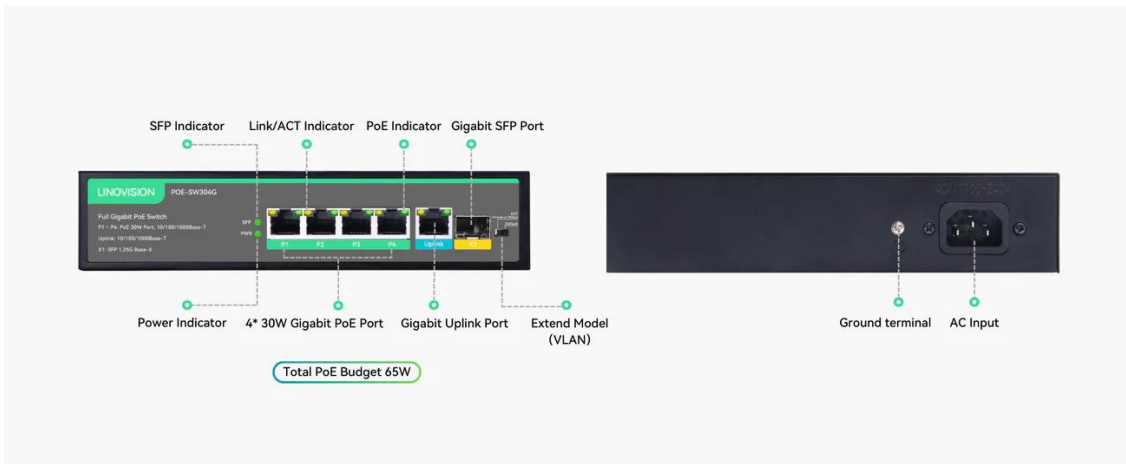 SFP Indicator
Link/ACT Indicator
PoE Indicator
Gigabit SFP Port
LINOVISION
POE-SW304G
Full Gigabit PoE Switch
P1 ~ P4: PoE 30W Port, 10/100/1000Base-T
Uplink: 10/100/1000Base-T
X1: SFP 1.25G Base-X
SFP
PWR
P1
P2
P3
P4
Uplink
X1
EXT
Default
Power Indicator
4* 30W Gigabit PoE Port
Gigabit Uplink Port
Extend Model
(VLAN)
Total PoE Budget 65W
Ground terminal
AC Input